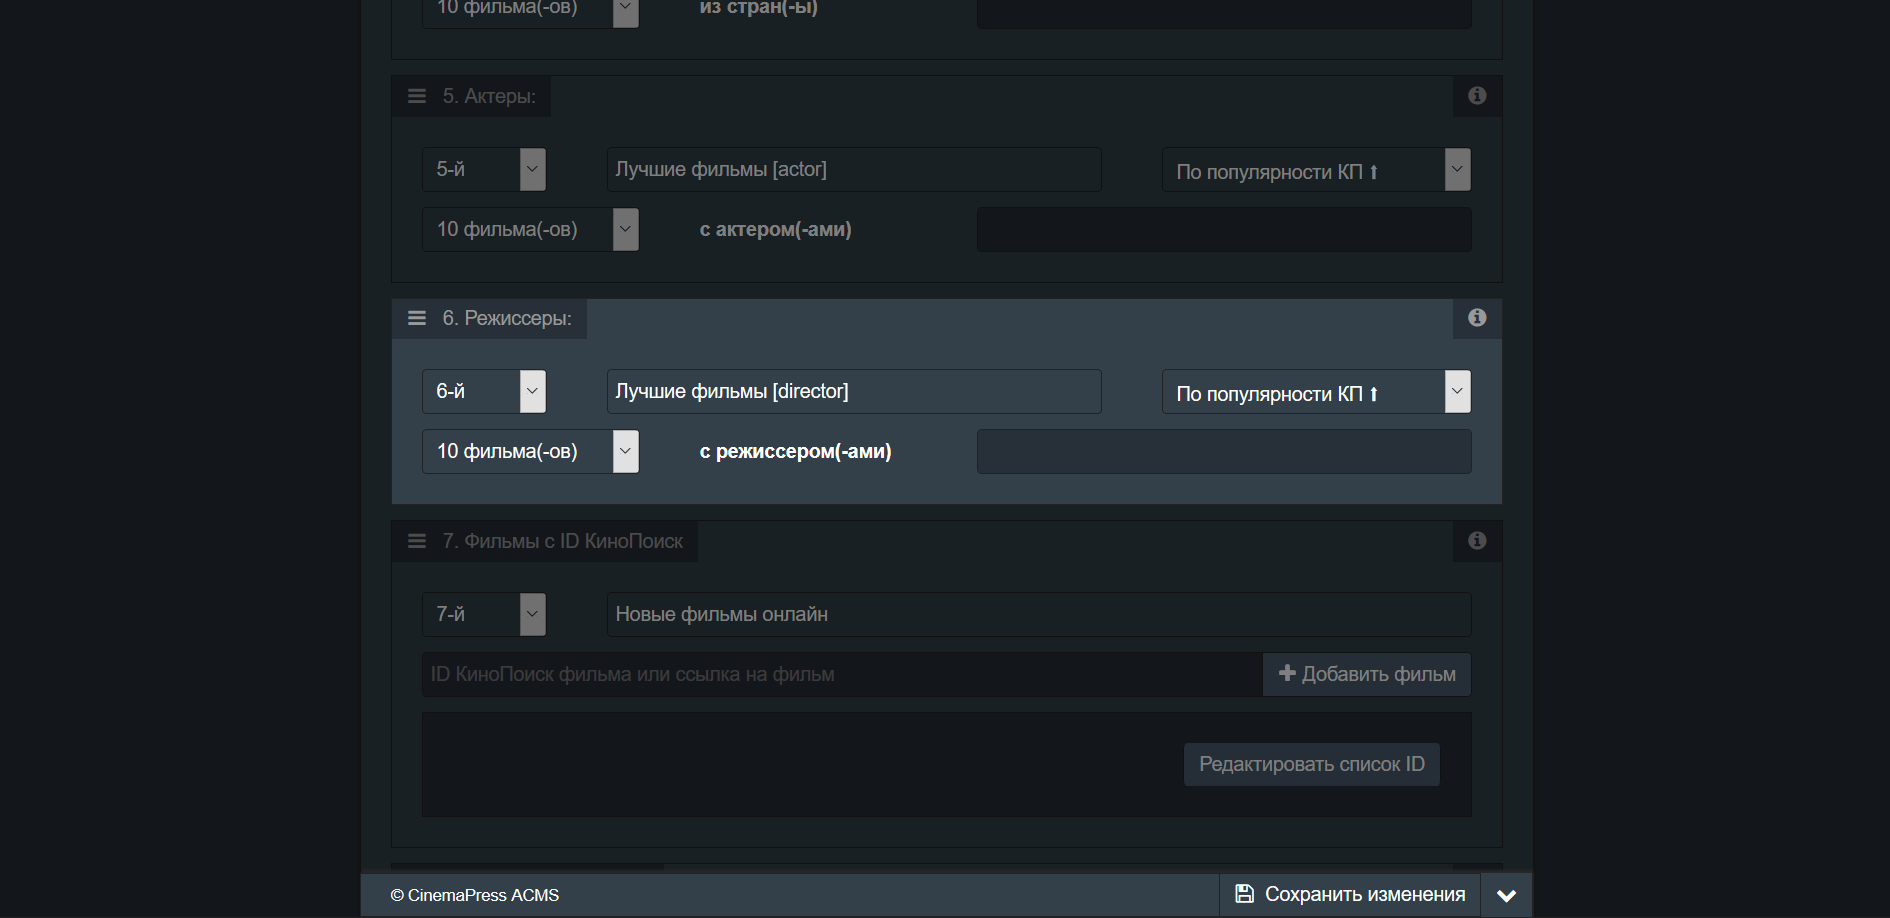 10 фильма(-ов) из стран(-ы)
5. Актеры:
5-й Лучшие фильмы [actor] По популярности КП ⬆
10 фильма(-ов) с актером(-ами)
6. Режиссеры:
6-й Лучшие фильмы [director] По популярности КП ⬆
10 фильма(-ов) с режиссером(-ами)
7. Фильмы с ID КиноПоиск
7-й Новые фильмы онлайн
ID КиноПоиск фильма или ссылка на фильм Добавить фильм
Редактировать список ID
© CinemaPress ACMS Сохранить изменения